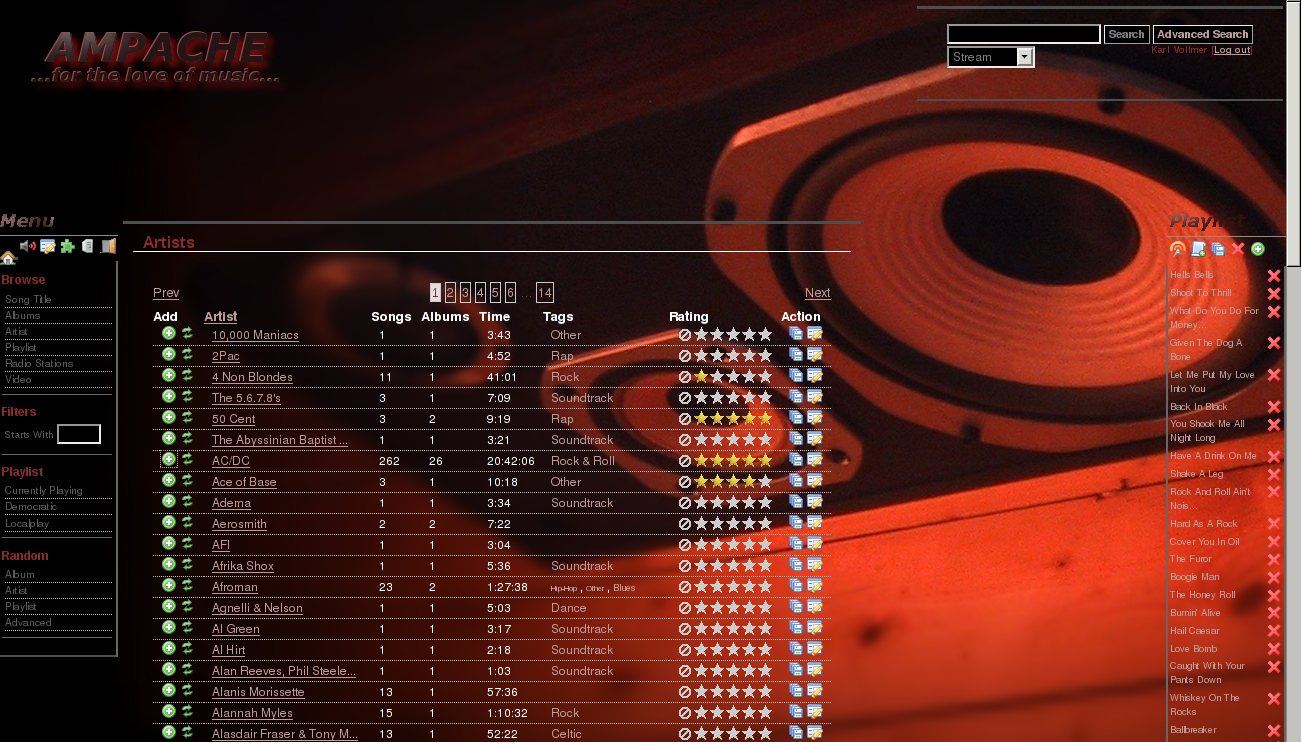 AMPACHE
...for the love of music...
Search
Advanced Search
Stream
Karl Vollmer [Log out]
Menu
Browse
Song Title
Albums
Artist
Playlist
Radio Stations
Video
Filters
Starts With
Playlist
Currently Playing
Democratic
Localplay
Random
Album
Artist
Playlist
Advanced
Artists
Prev 1 2 3 4 5 6 ... 14 Next
Add Artist Songs Albums Time Tags Rating Action
10,000 Maniacs 1 1 3:43 Other
2Pac 1 1 4:52 Rap
4 Non Blondes 11 1 41:01 Rock
The 5.6.7.8's 3 1 7:09 Soundtrack
50 Cent 3 2 9:19 Rap
The Abyssinian Baptist ... 1 1 3:21 Soundtrack
AC/DC 262 26 20:42:06 Rock & Roll
Ace of Base 3 1 10:18 Other
Adema 1 1 3:34 Soundtrack
Aerosmith 2 2 7:22
AFI 1 1 3:04
Afrika Shox 1 1 5:36 Soundtrack
Afroman 23 2 1:27:38 Hip-Hop , Other , Blues
Agnelli & Nelson 1 1 5:03 Dance
Al Green 1 1 3:17 Soundtrack
Al Hirt 1 1 2:18 Soundtrack
Alan Reeves, Phil Steele... 1 1 1:03 Soundtrack
Alanis Morissette 13 1 57:36
Alannah Myles 15 1 1:10:32 Rock
Alasdair Fraser & Tony M... 13 1 52:22 Celtic
Playlist
Hells Bells
Shoot To Thrill
What Do You Do For
Money...
Given The Dog A
Bone
Let Me Put My Love
Into You
Back In Black
You Shook Me All
Night Long
Have A Drink On Me
Shake A Leg
Rock And Roll Ain't
Nois...
Hard As A Rock
Cover You In Oil
The Furor
Boogie Man
The Honey Roll
Burnin' Alive
Hail Caesar
Love Bomb
Caught With Your
Pants Down
Whiskey On The
Rocks
Ballbreaker